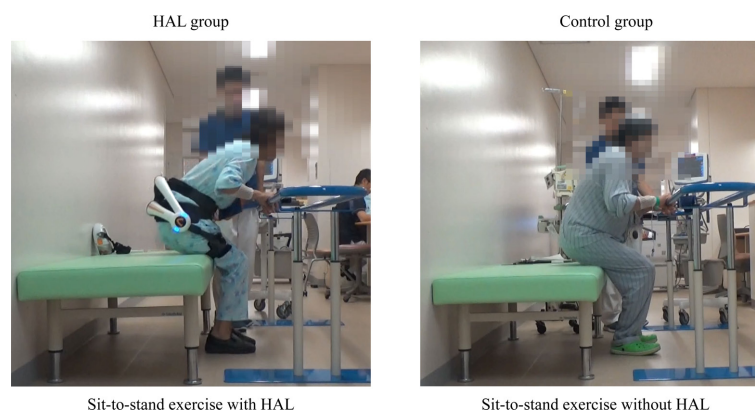 HAL group
Control group
Sit-to-stand exercise with HAL
Sit-to-stand exercise without HAL